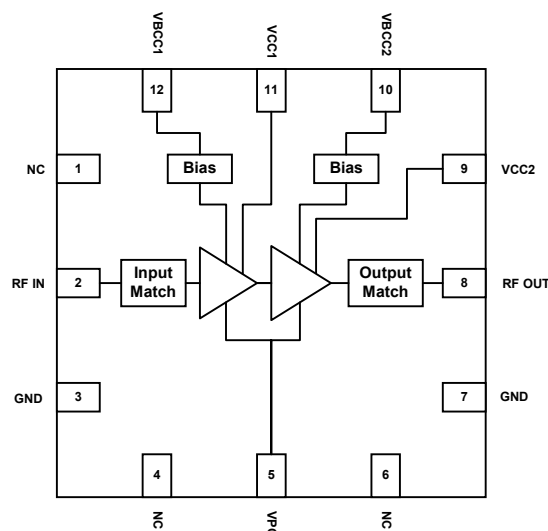 VBCC1
VCC1
VBCC2
12
11
10
NC
1
Bias
Bias
9
VCC2
RF IN
2
Input
Match
Output
Match
8
RF OUT
GND
3
7
GND
4
5
6
NC
NC